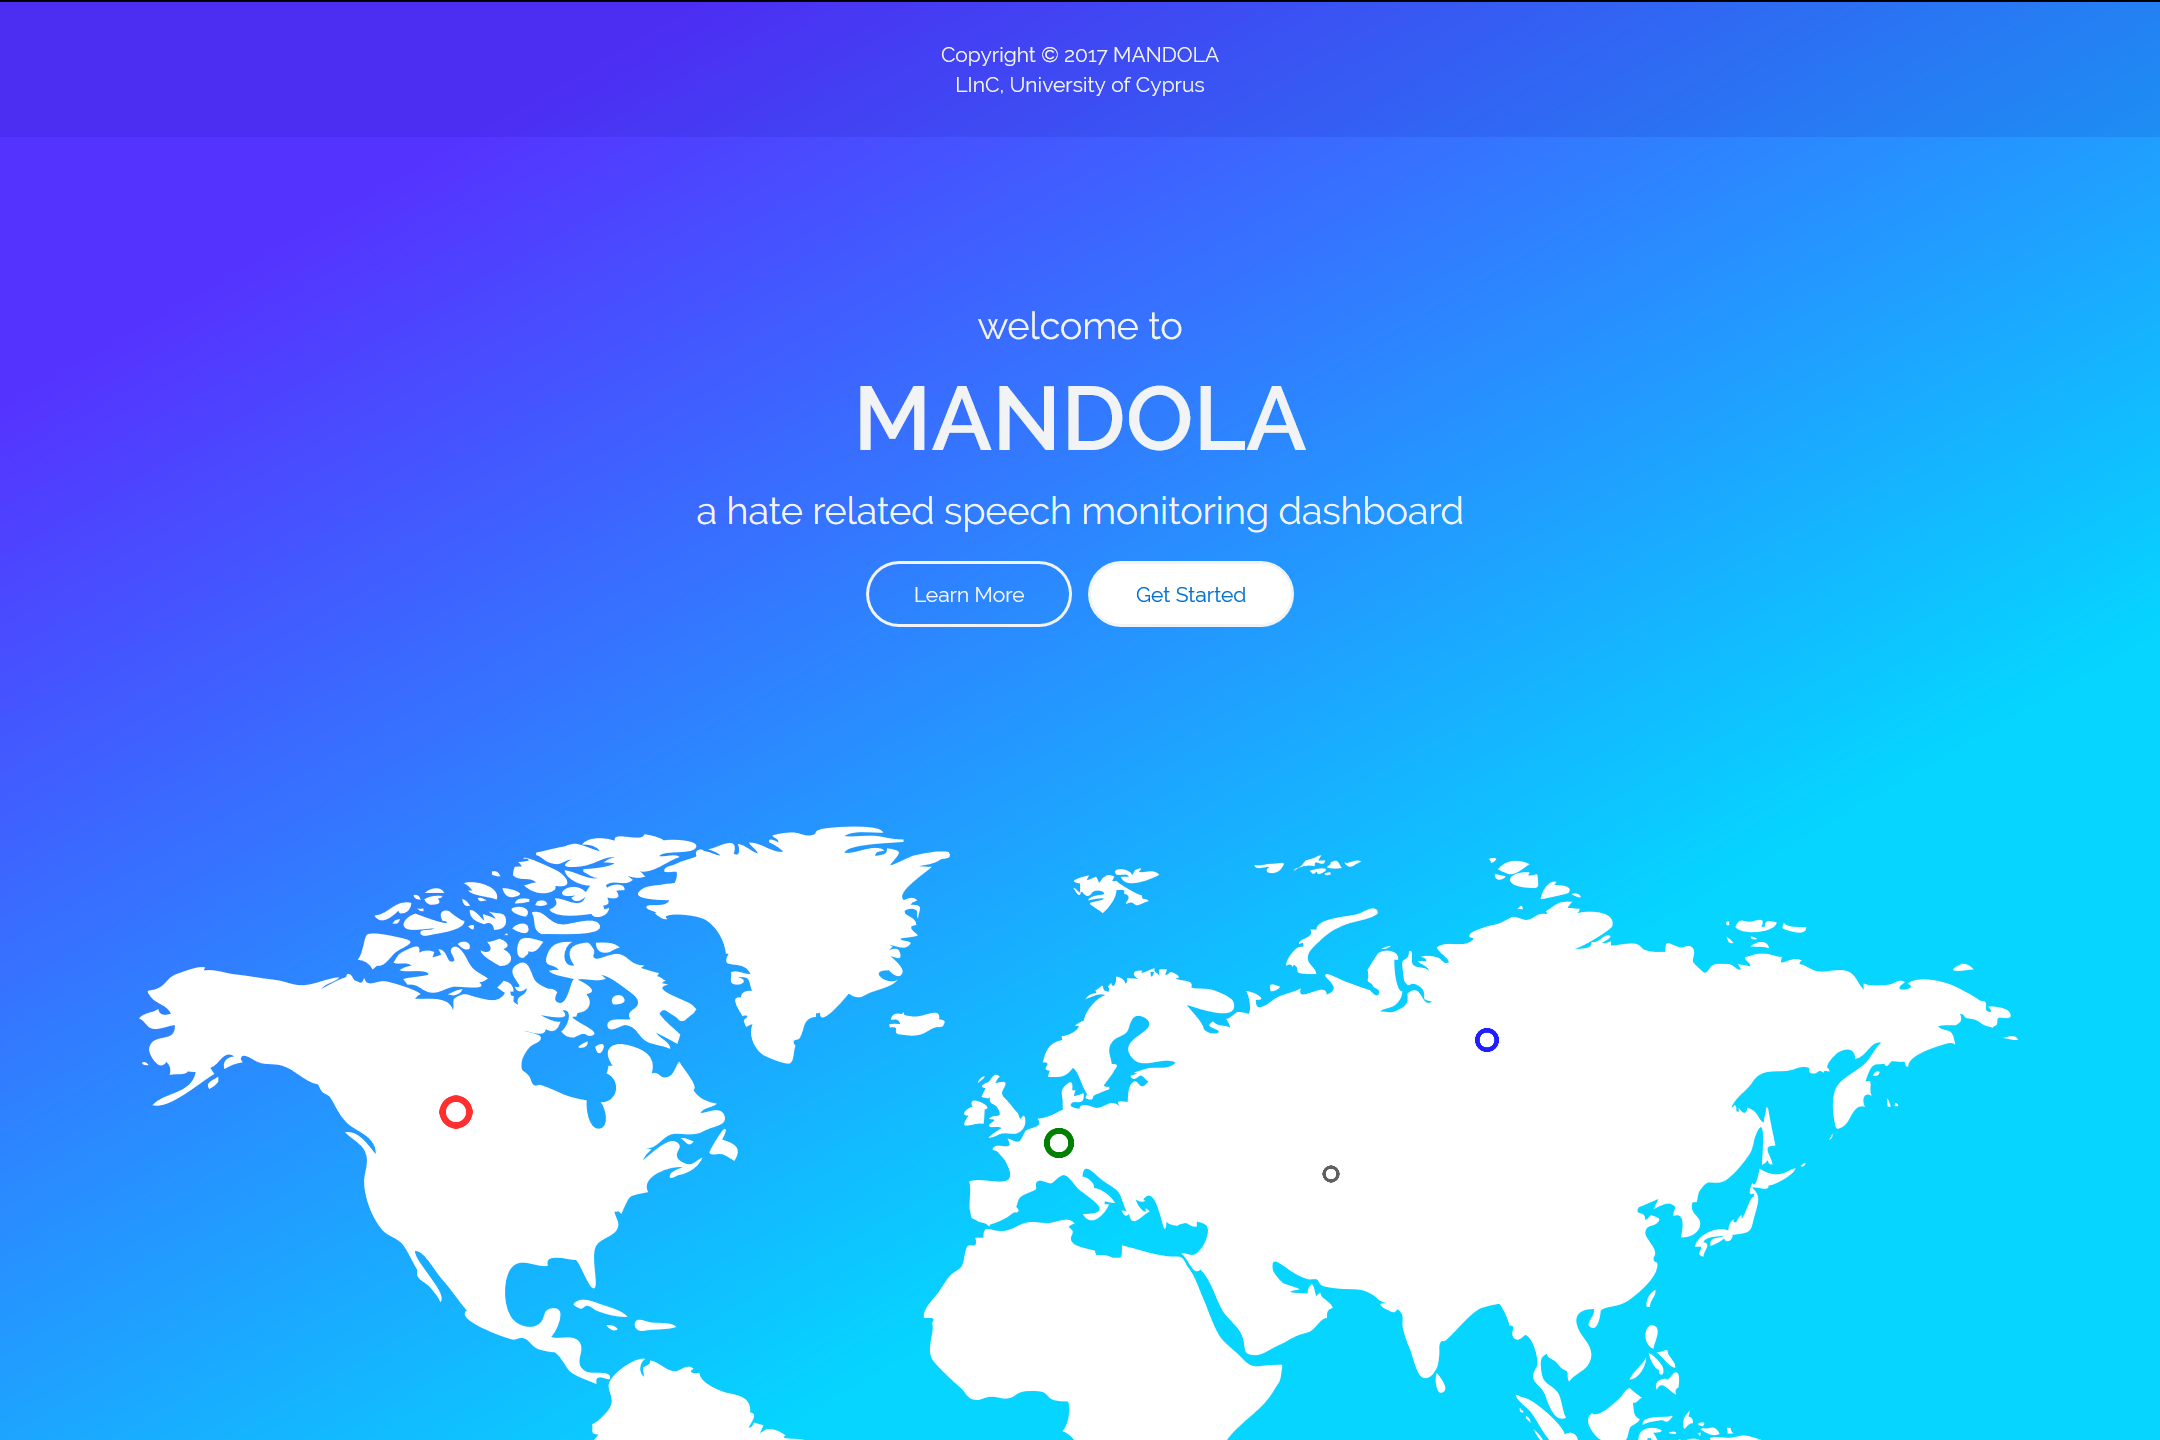 Copyright © 2017 MANDOLA
LInC, University of Cyprus
welcome to
MANDOLA
a hate related speech monitoring dashboard
Learn More
Get Started